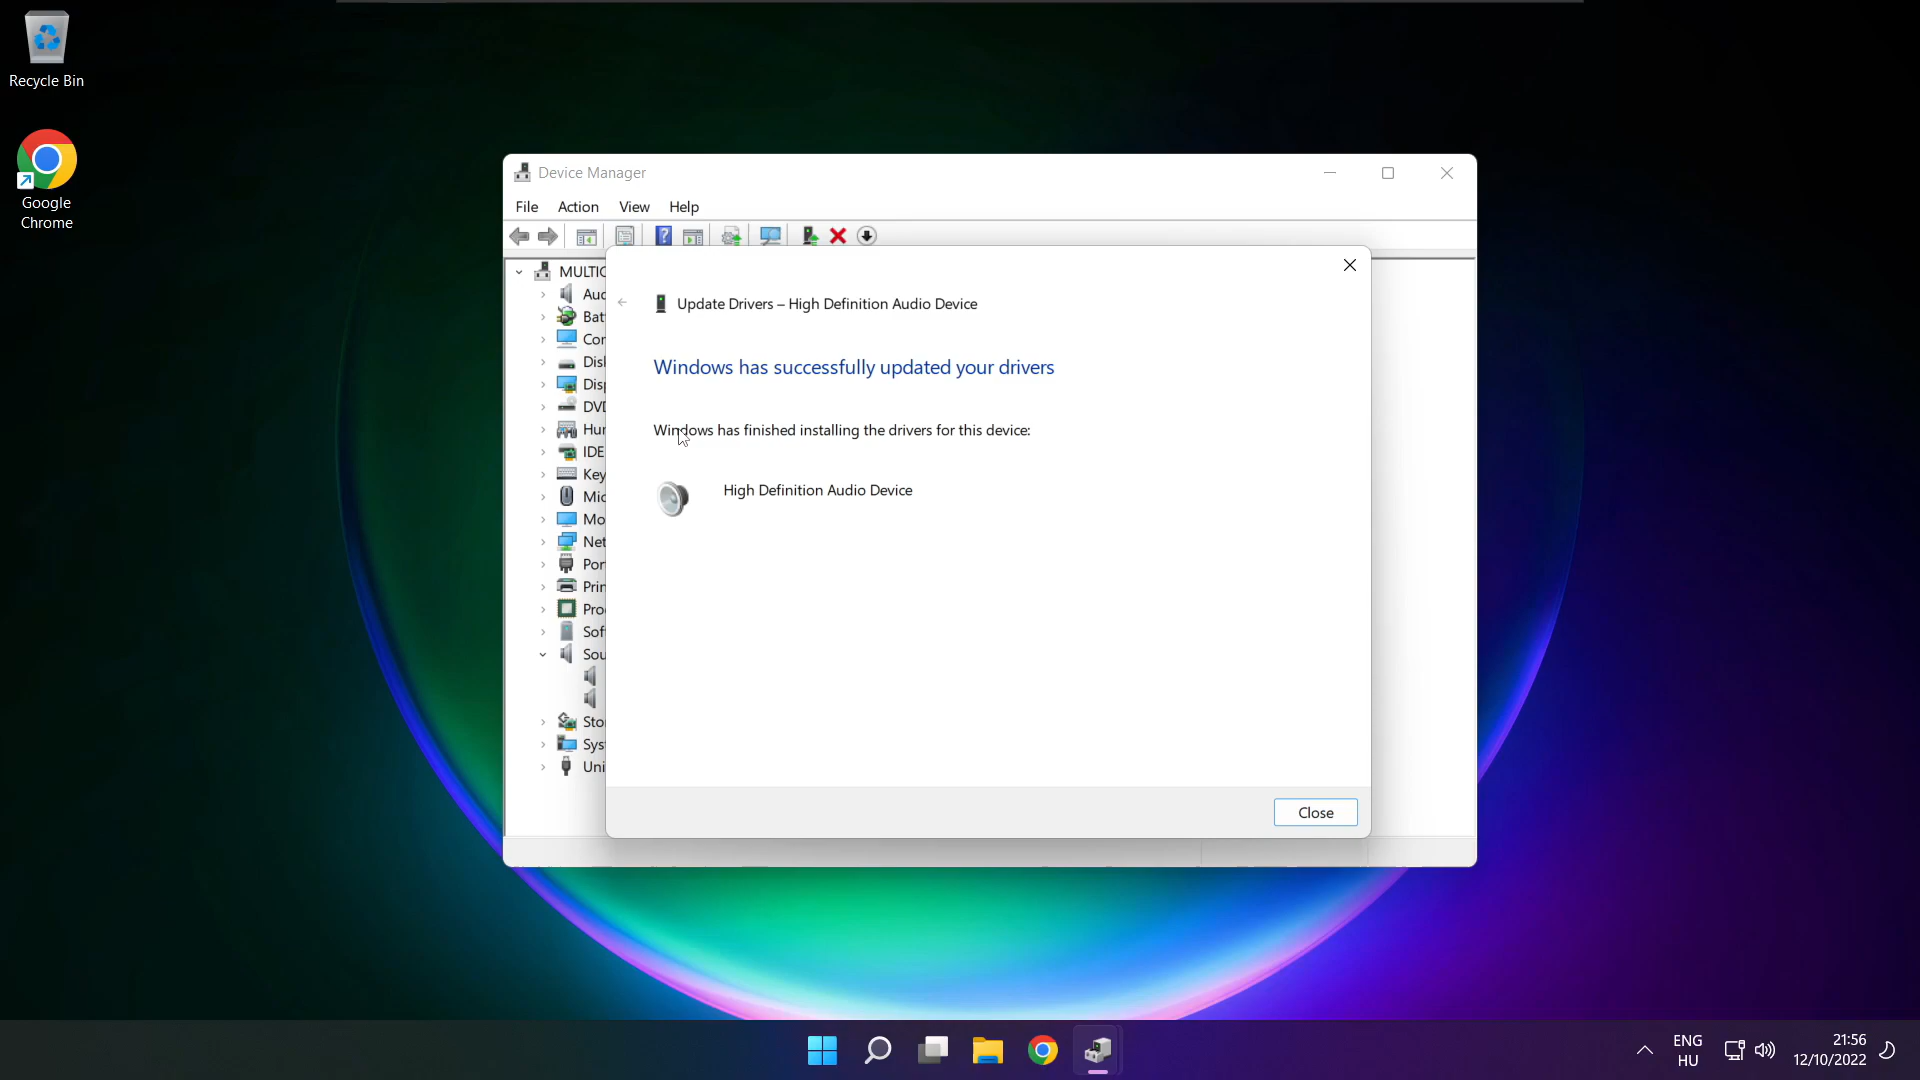 Recycle Bin
Google
Chrome
Device Manager
File Action View Help
Update Drivers – High Definition Audio Device
Windows has successfully updated your drivers
Windows has finished installing the drivers for this device:
High Definition Audio Device
Close
MULTIC
Aud
Bat
Con
Disk
Disp
DVD
Hur
IDE
Key
Mic
Mo
Net
Por
Prin
Pro
Sof
Sou
Sto
Sys
Uni
ENG
HU
21:56
12/10/2022